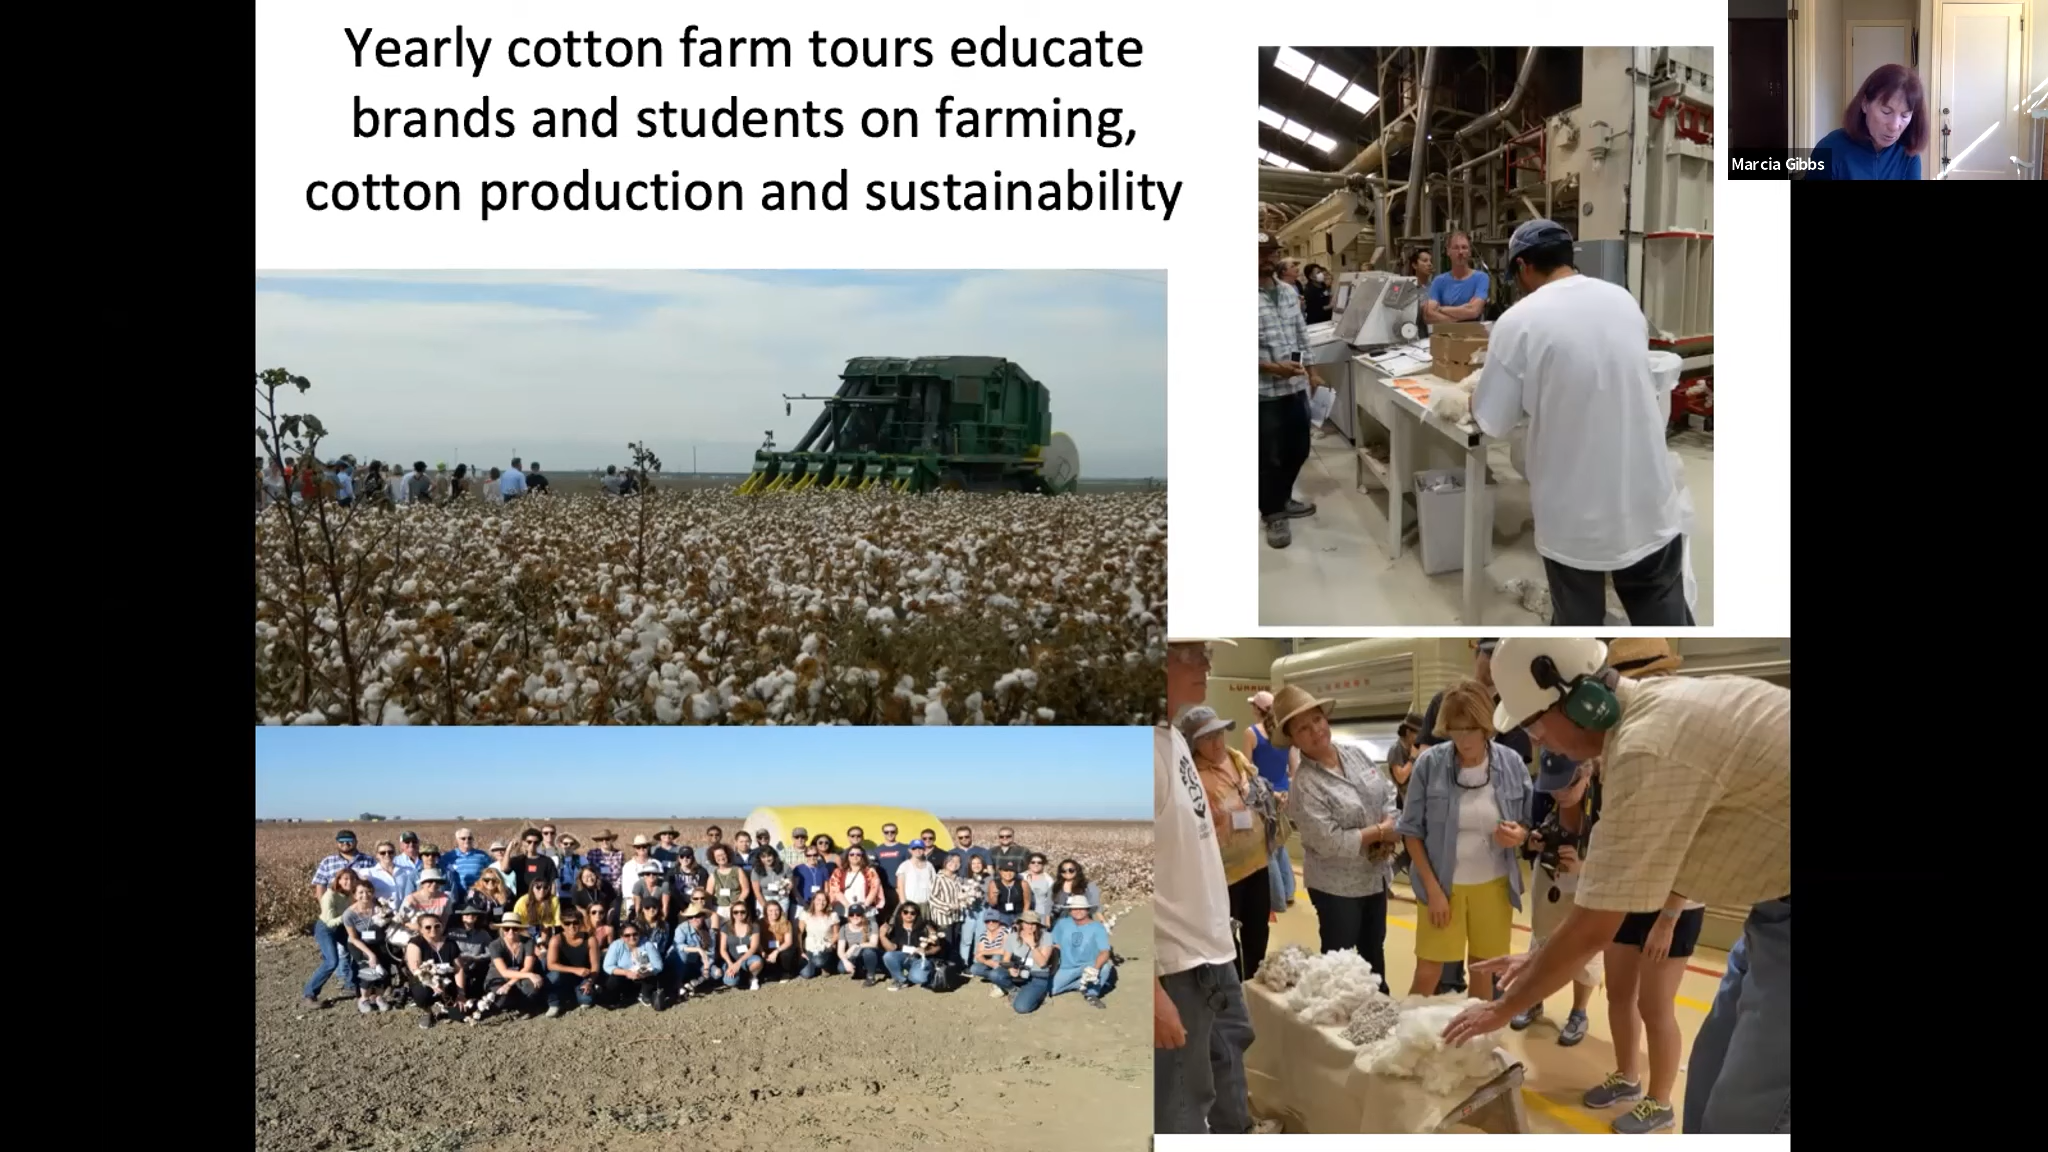 Yearly cotton farm tours educate
brands and students on farming,
cotton production and sustainability
Marcia Gibbs